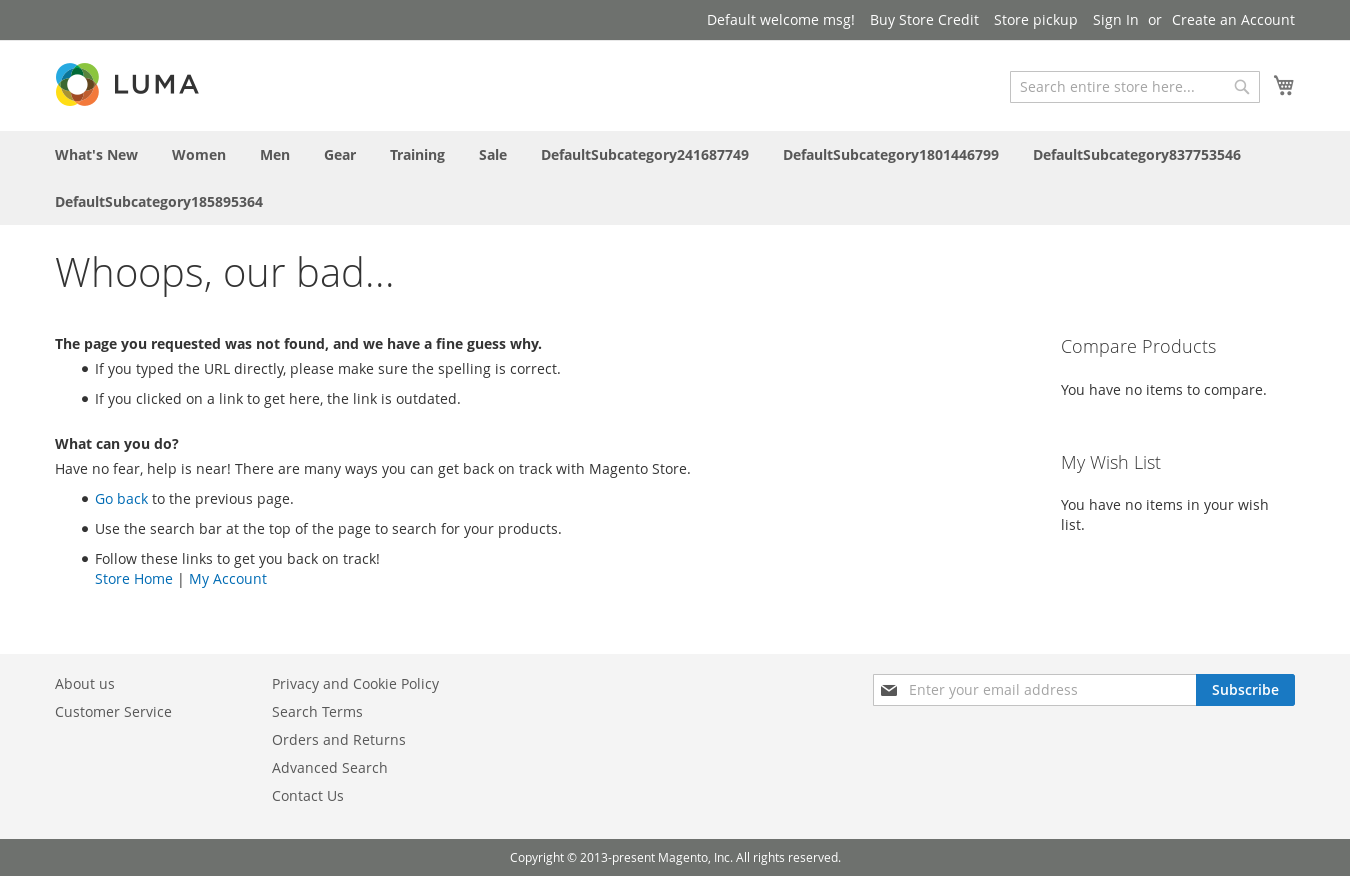 Default welcome msg! Buy Store Credit Store pickup Sign In or Create an Account
LUMA
Search entire store here...
What's New Women Men Gear Training Sale DefaultSubcategory241687749 DefaultSubcategory1801446799 DefaultSubcategory837753546
DefaultSubcategory185895364
Whoops, our bad...
The page you requested was not found, and we have a fine guess why.
If you typed the URL directly, please make sure the spelling is correct.
If you clicked on a link to get here, the link is outdated.
What can you do?
Have no fear, help is near! There are many ways you can get back on track with Magento Store.
Go back to the previous page.
Use the search bar at the top of the page to search for your products.
Follow these links to get you back on track!
Store Home | My Account
Compare Products
You have no items to compare.
My Wish List
You have no items in your wish
list.
About us
Customer Service
Privacy and Cookie Policy
Search Terms
Orders and Returns
Advanced Search
Contact Us
Enter your email address
Subscribe
Copyright © 2013-present Magento, Inc. All rights reserved.